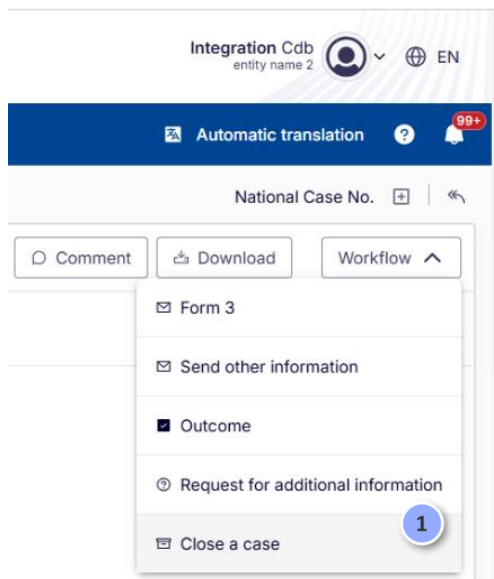 Integration Cdb
entity name 2
EN
Automatic translation
?
99+
National Case No.
Comment
Download
Workflow
Form 3
Send other information
Outcome
Request for additional information
1
Close a case